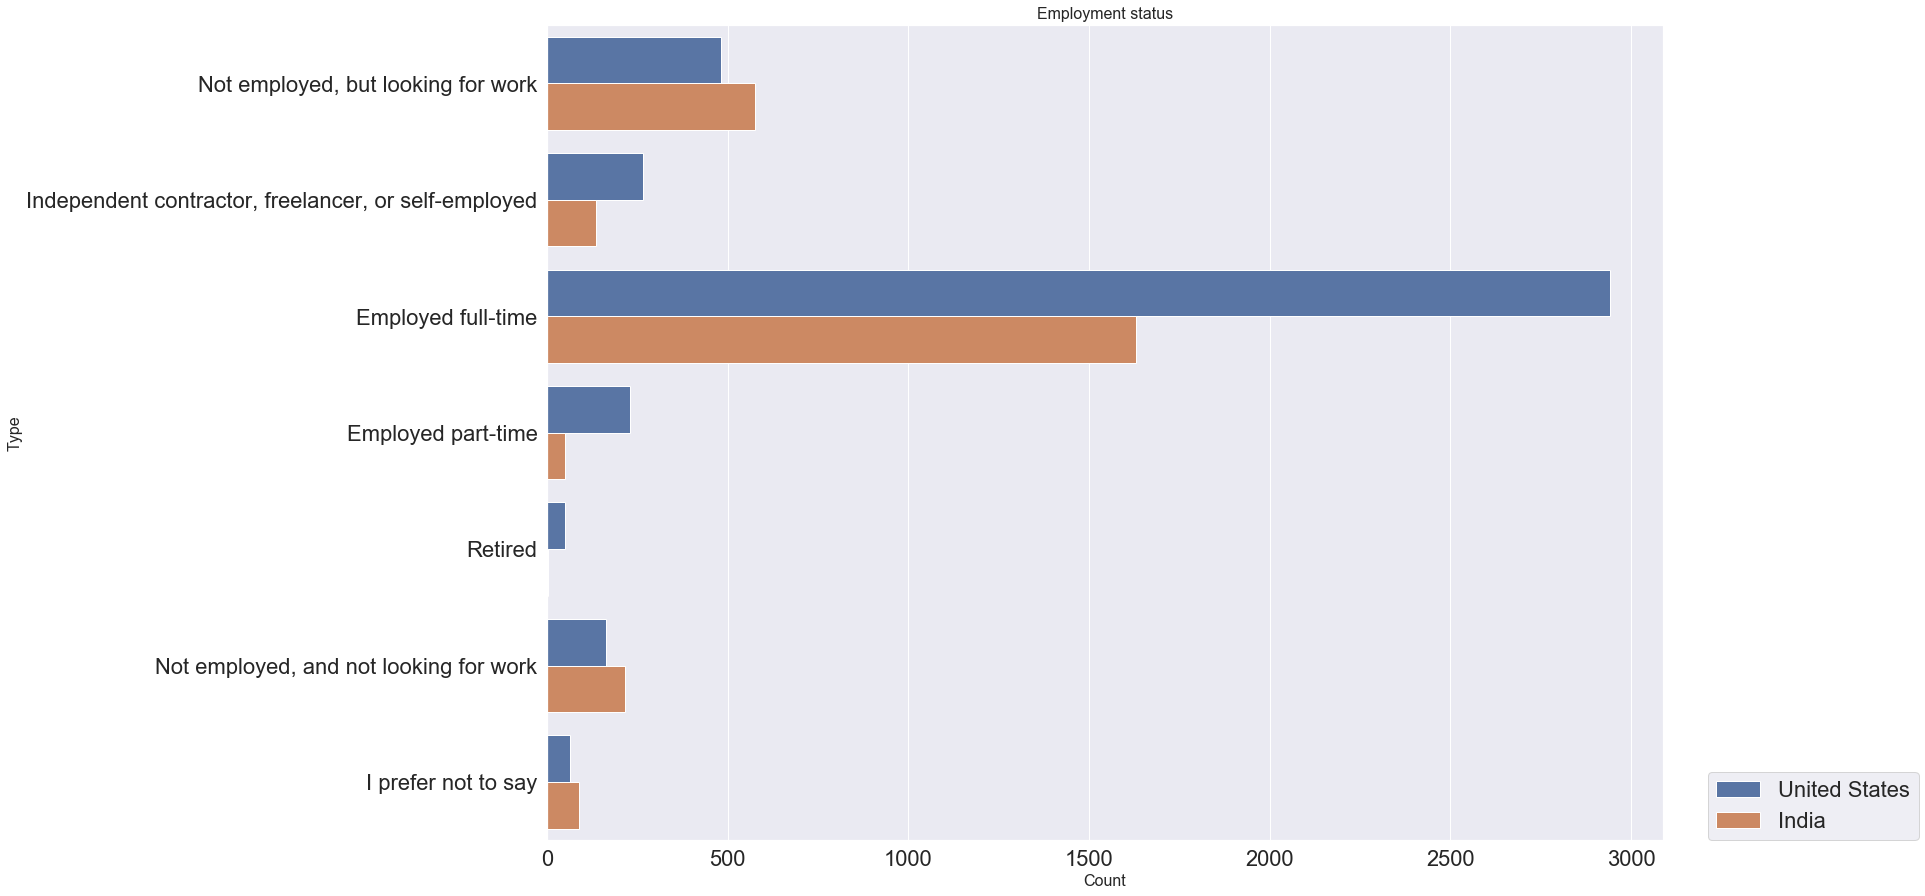 Employment status
Not employed, but looking for work
Independent contractor, freelancer, or self-employed
Employed full-time
Employed part-time
Retired
Not employed, and not looking for work
I prefer not to say
Type
0 500 1000 1500 2000 2500 3000
Count
United States
India